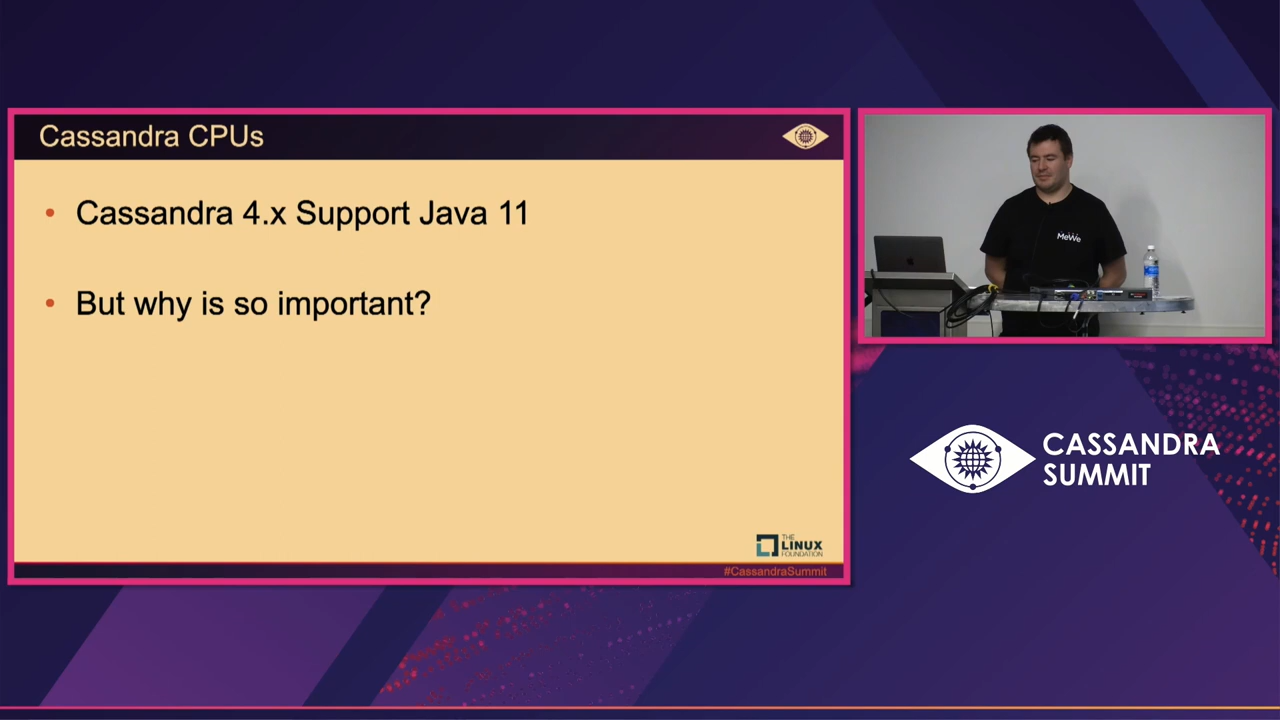 Cassandra CPUs
• Cassandra 4.x Support Java 11
• But why is so important?
THE
LINUX
FOUNDATION
#CassandraSummit
MeWe
CASSANDRA
SUMMIT